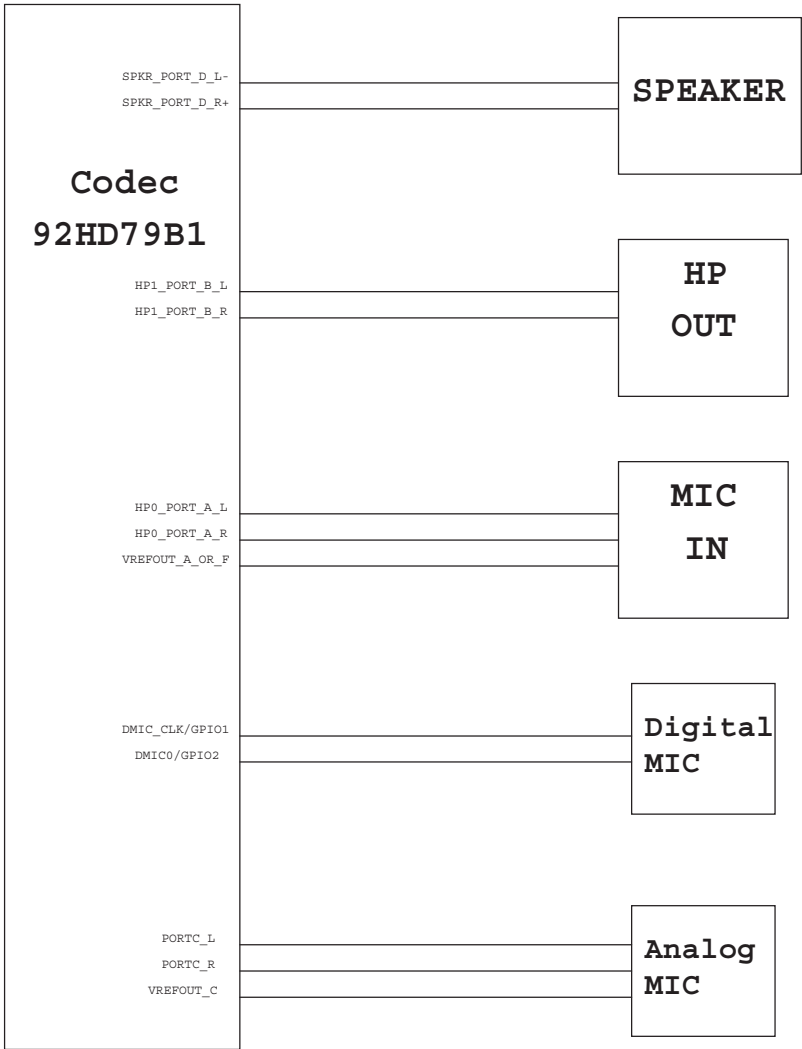 SPKR_PORT_D_L-
SPKR_PORT_D_R+
SPEAKER
Codec
92HD79B1
HP1_PORT_B_L
HP1_PORT_B_R
HP
OUT
HP0_PORT_A_L
HP0_PORT_A_R
VREFOUT_A_OR_F
MIC
IN
DMIC_CLK/GPIO1
DMIC0/GPIO2
Digital
MIC
PORTC_L
PORTC_R
VREFOUT_C
Analog
MIC